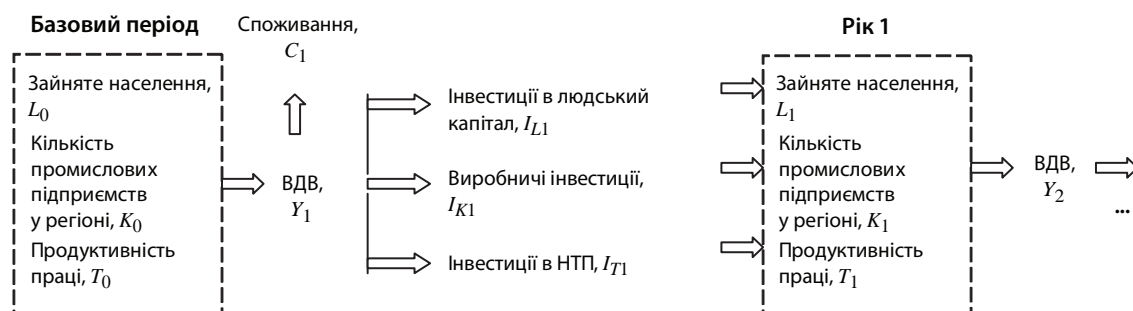 Базовий період
Зайняте населення,
L0
Кількість
промислових
підприємств
у регіоні, K0
Продуктивність
праці, T0
Споживання,
C1
ВДВ,
Y1
Інвестиції в людський
капітал, IL1
Виробничі інвестиції,
IK1
Інвестиції в НТП, IT1
Рік 1
Зайняте населення,
L1
Кількість
промислових
підприємств
у регіоні, K1
Продуктивність
праці, T1
ВДВ,
Y2
...